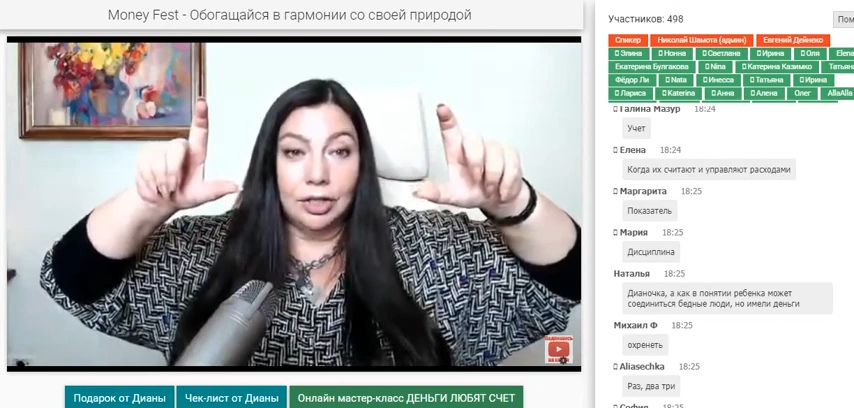 Money Fest - Обогащайся в гармонии со своей природой
Участников: 498
Спикер
Николай Шамота (админ)
Евгений Дейнеко
Элина
Нонна
Светлана
Ирина
Оля
Elena
Екатерина Булгакова
Nina
Катерина Казимко
Фёдор Ли
Nata
Инесса
Татьяна
Ирина
Лариса
Katerina
Анна
Алена
Олег
AllaAlla
Галина Мазур 18:24
Учет
Елена 18:24
Когда их считают и управляют расходами
Маргарита 18:25
Показатель
Мария 18:25
Дисциплина
Наталья 18:25
Дианочка, а как в понятии ребенка может
соединиться бедные люди, но имели деньги
Михаил Ф 18:25
охренеть
Aliasechka 18:25
Раз, два три
Подарок от Дианы
Чек-лист от Дианы
Онлайн мастер-класс ДЕНЬГИ ЛЮБЯТ СЧЕТ